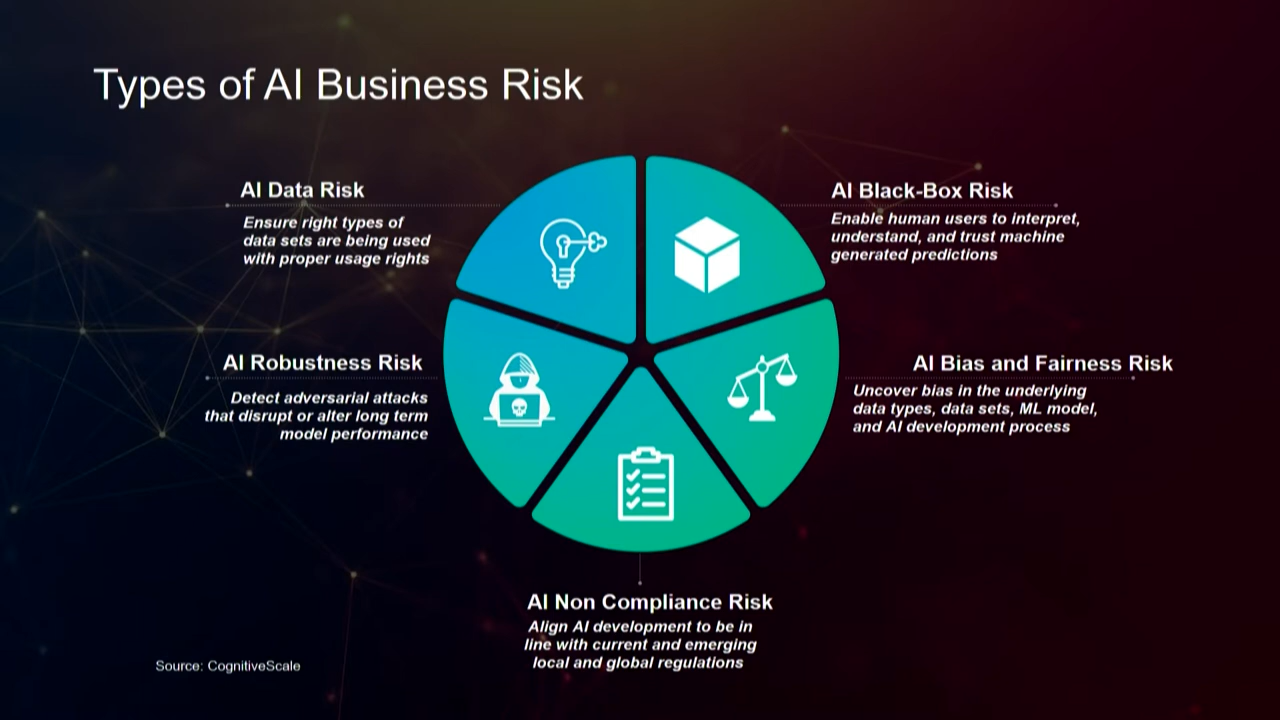 Types of AI Business Risk
AI Data Risk
Ensure right types of
data sets are being used
with proper usage rights
AI Black-Box Risk
Enable human users to interpret,
understand, and trust machine
generated predictions
AI Robustness Risk
Detect adversarial attacks
that disrupt or alter long term
model performance
AI Bias and Fairness Risk
Uncover bias in the underlying
data types, data sets, ML model,
and AI development process
AI Non Compliance Risk
Align AI development to be in
line with current and emerging
local and global regulations
Source: CognitiveScale